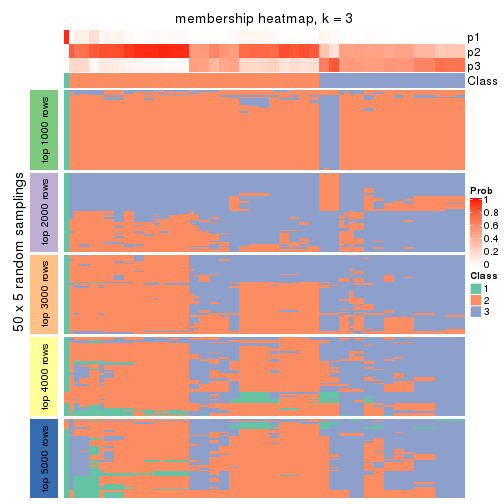 membership heatmap, k = 3
p1
p2
p3
Class
50 x 5 random samplings
top 1000 rows
top 2000 rows
top 3000 rows
top 4000 rows
top 5000 rows
Prob
1
0.8
0.6
0.4
0.2
0
Class
1
2
3